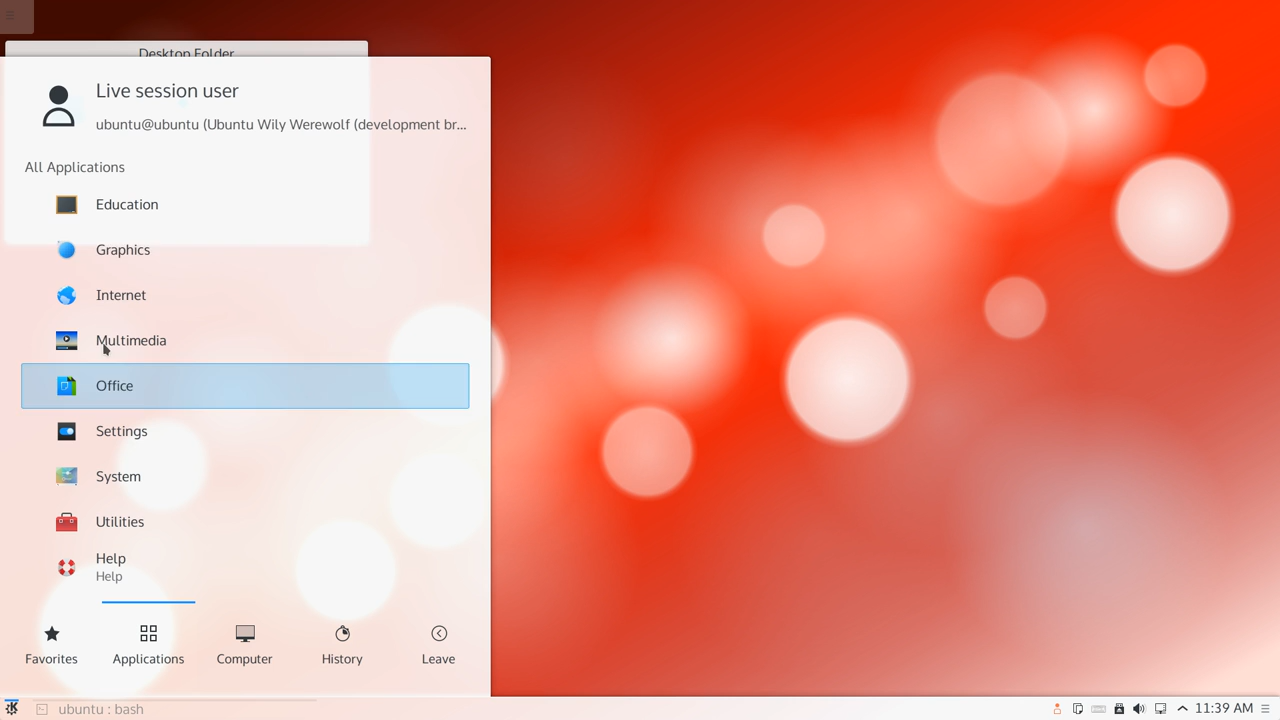 Desktop Folder
Live session user
ubuntu@ubuntu (Ubuntu Wily Werewolf (development br...
All Applications
Education
Graphics
Internet
Multimedia
Office
Settings
System
Utilities
Help
Help
Favorites
Applications
Computer
History
Leave
ubuntu : bash
11:39 AM